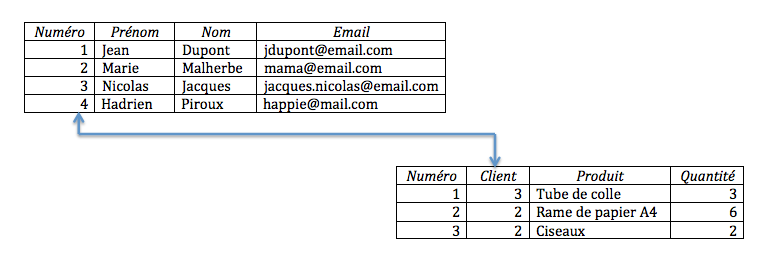 Numéro Prénom Nom Email
1 Jean Dupont jdupont@email.com
2 Marie Malherbe mama@email.com
3 Nicolas Jacques jacques.nicolas@email.com
4 Hadrien Piroux happie@mail.com
Numéro Client Produit Quantité
1 3 Tube de colle 3
2 2 Rame de papier A4 6
3 2 Ciseaux 2